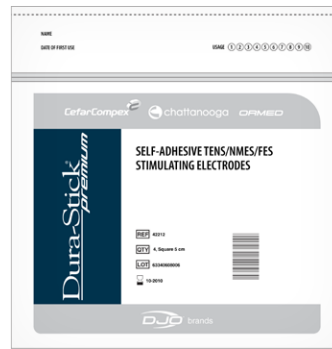 NAME
DATE OF FIRST USE
USAGE 1 2 3 4 5 6 7 8 9 10
CefarCompex chattanooga ORMED
Dura-Stick premium
SELF-ADHESIVE TENS/NMES/FES
STIMULATING ELECTRODES
REF 42212
QTY 4, Square 5 cm
LOT
10-2018
DJO brands